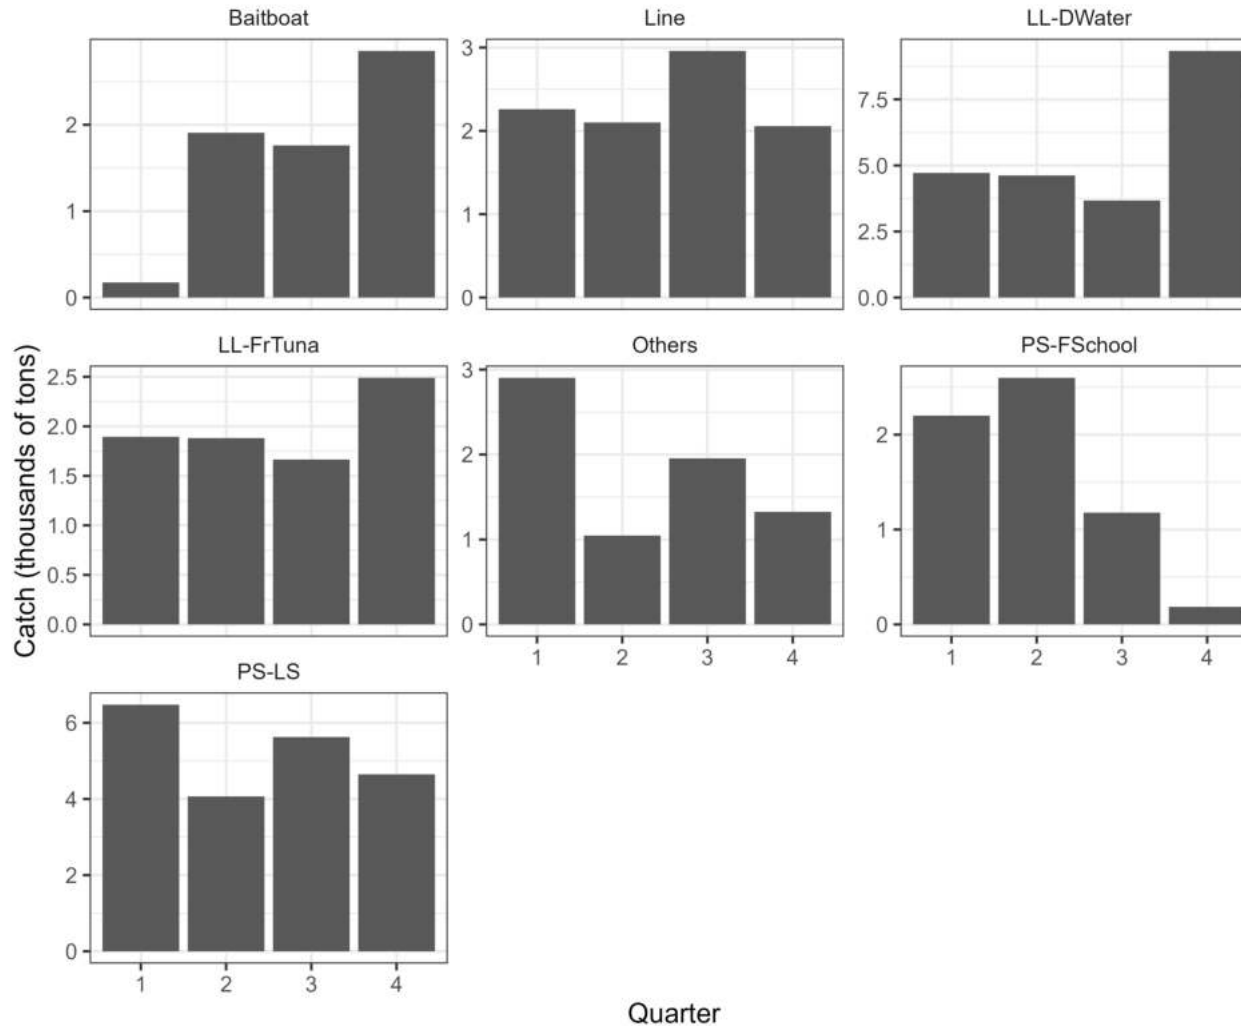 Baitboat
Line
LL-DWater
2
1
0
3
2
1
0
7.5
5.0
2.5
0.0
LL-FrTuna
Others
PS-FSchool
2.5
2.0
1.5
1.0
0.5
0.0
3
2
1
0
2
1
0
1 2 3 4
1 2 3 4
PS-LS
6
4
2
0
1 2 3 4
Catch (thousands of tons)
Quarter